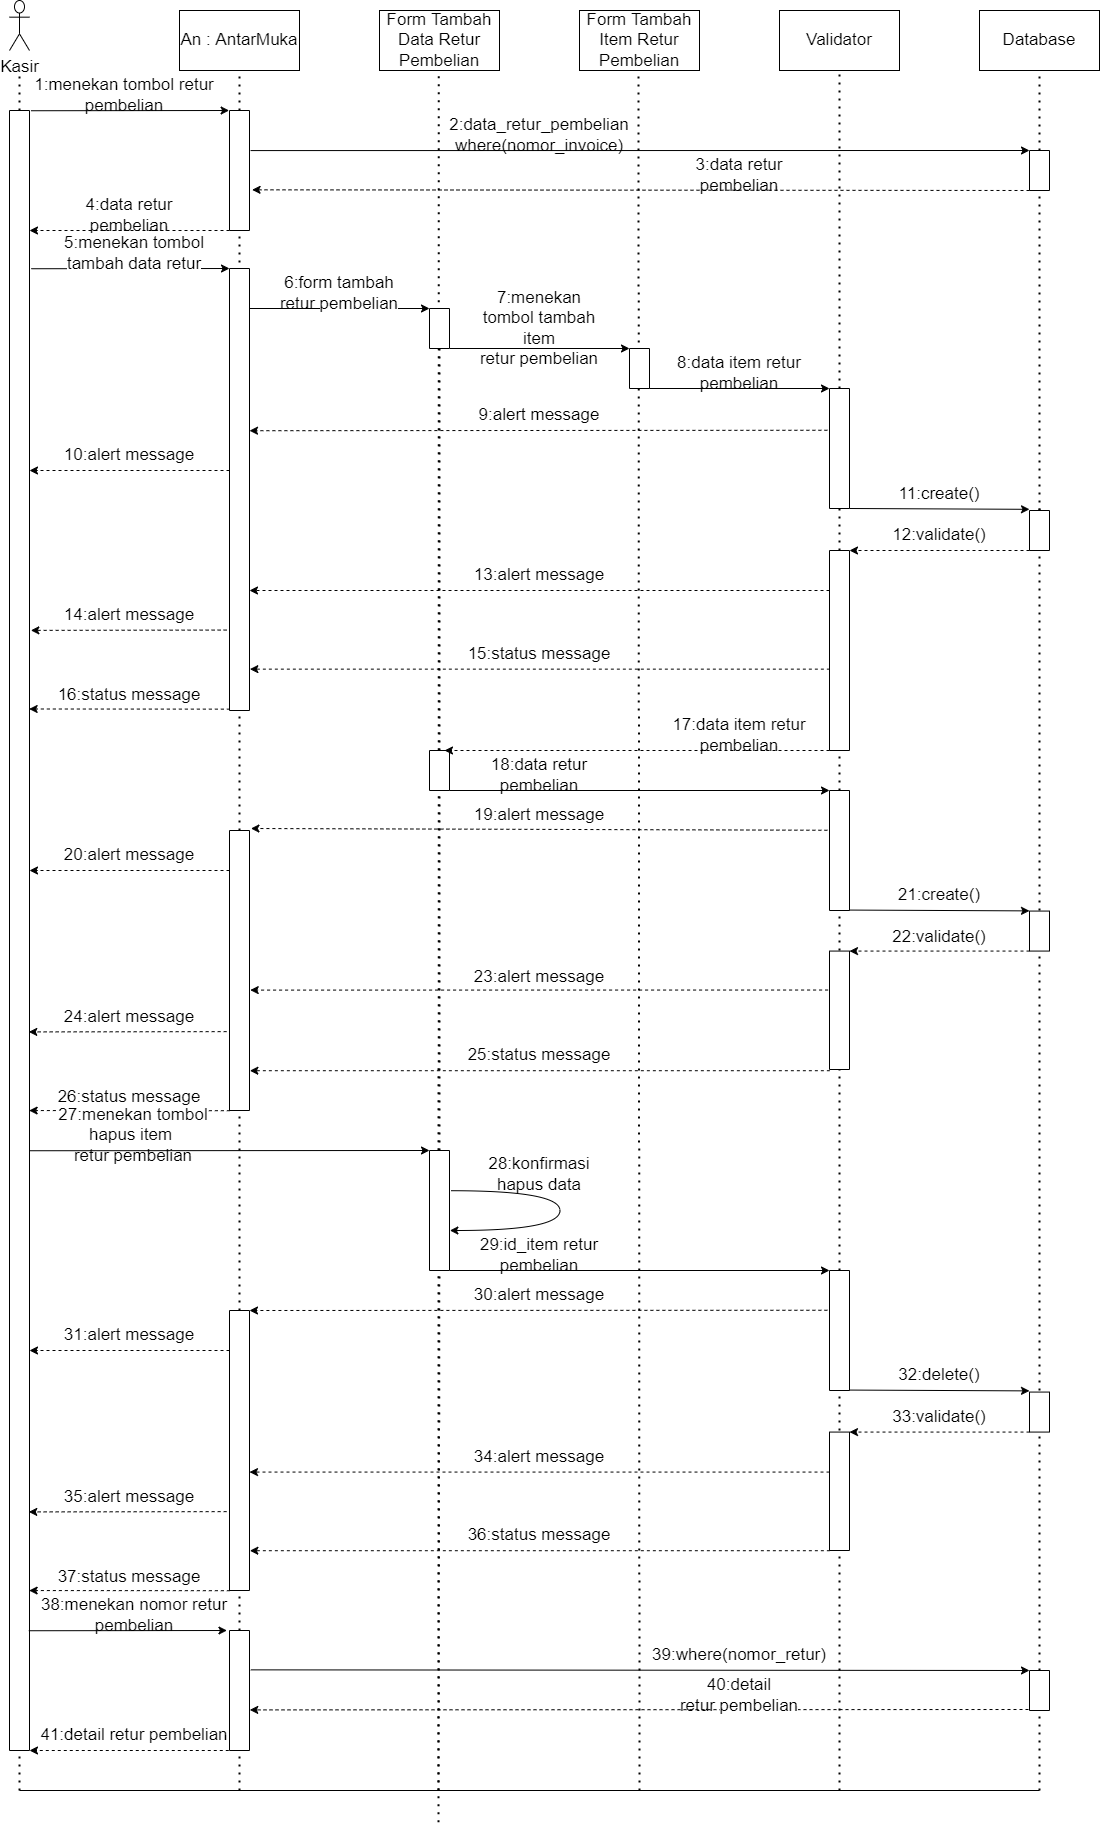 Kasir
An : AntarMuka
Form Tambah
Data Retur
Pembelian
Form Tambah
Item Retur
Pembelian
Validator
Database
1:menekan tombol retur
pembelian
2:data_retur_pembelian
where(nomor_invoice)
3:data retur
pembelian
4:data retur
pembelian
5:menekan tombol
tambah data retur
6:form tambah
retur pembelian
7:menekan
tombol tambah
item
retur pembelian
8:data item retur
pembelian
9:alert message
10:alert message
11:create()
12:validate()
13:alert message
14:alert message
15:status message
16:status message
17:data item retur
pembelian
18:data retur
pembelian
19:alert message
20:alert message
21:create()
22:validate()
23:alert message
24:alert message
25:status message
26:status message
27:menekan tombol
hapus item
retur pembelian
28:konfirmasi
hapus data
29:id_item retur
pembelian
30:alert message
31:alert message
32:delete()
33:validate()
34:alert message
35:alert message
36:status message
37:status message
38:menekan nomor retur
pembelian
39:where(nomor_retur)
40:detail
retur pembelian
41:detail retur pembelian